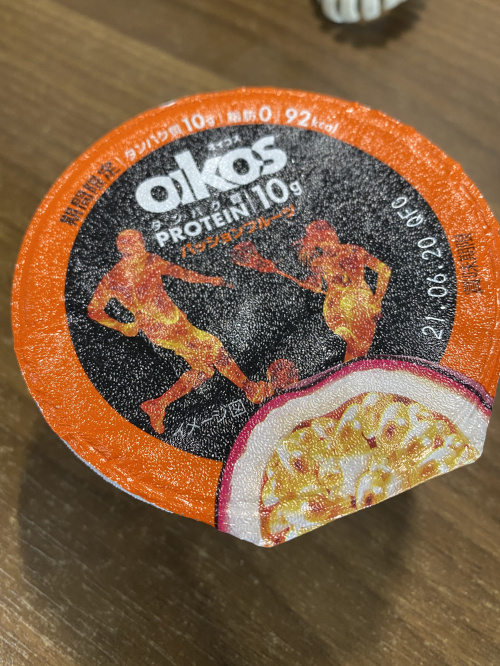 期間限定 タンパク質10g 脂肪0 92kcal
オイコス
oikos
タンパク質
PROTEIN 10g
パッションフルーツ
21.06.20 OFO
イメージ図